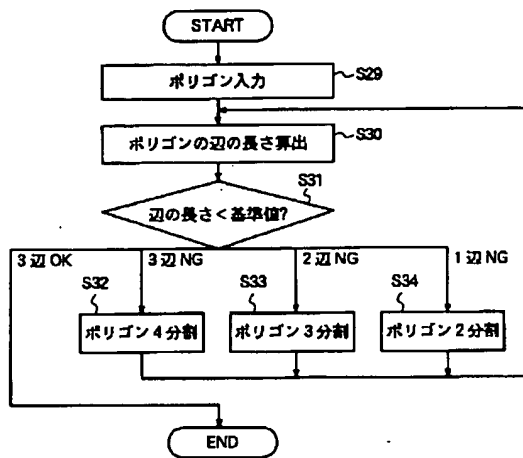 START
ポリゴン入力 S29
ポリゴンの辺の長さ算出 S30
S31
辺の長さ<基準値?
3辺OK 3辺NG 2辺NG 1辺NG
S32 S33 S34
ポリゴン4分割 ポリゴン3分割 ポリゴン2分割
END